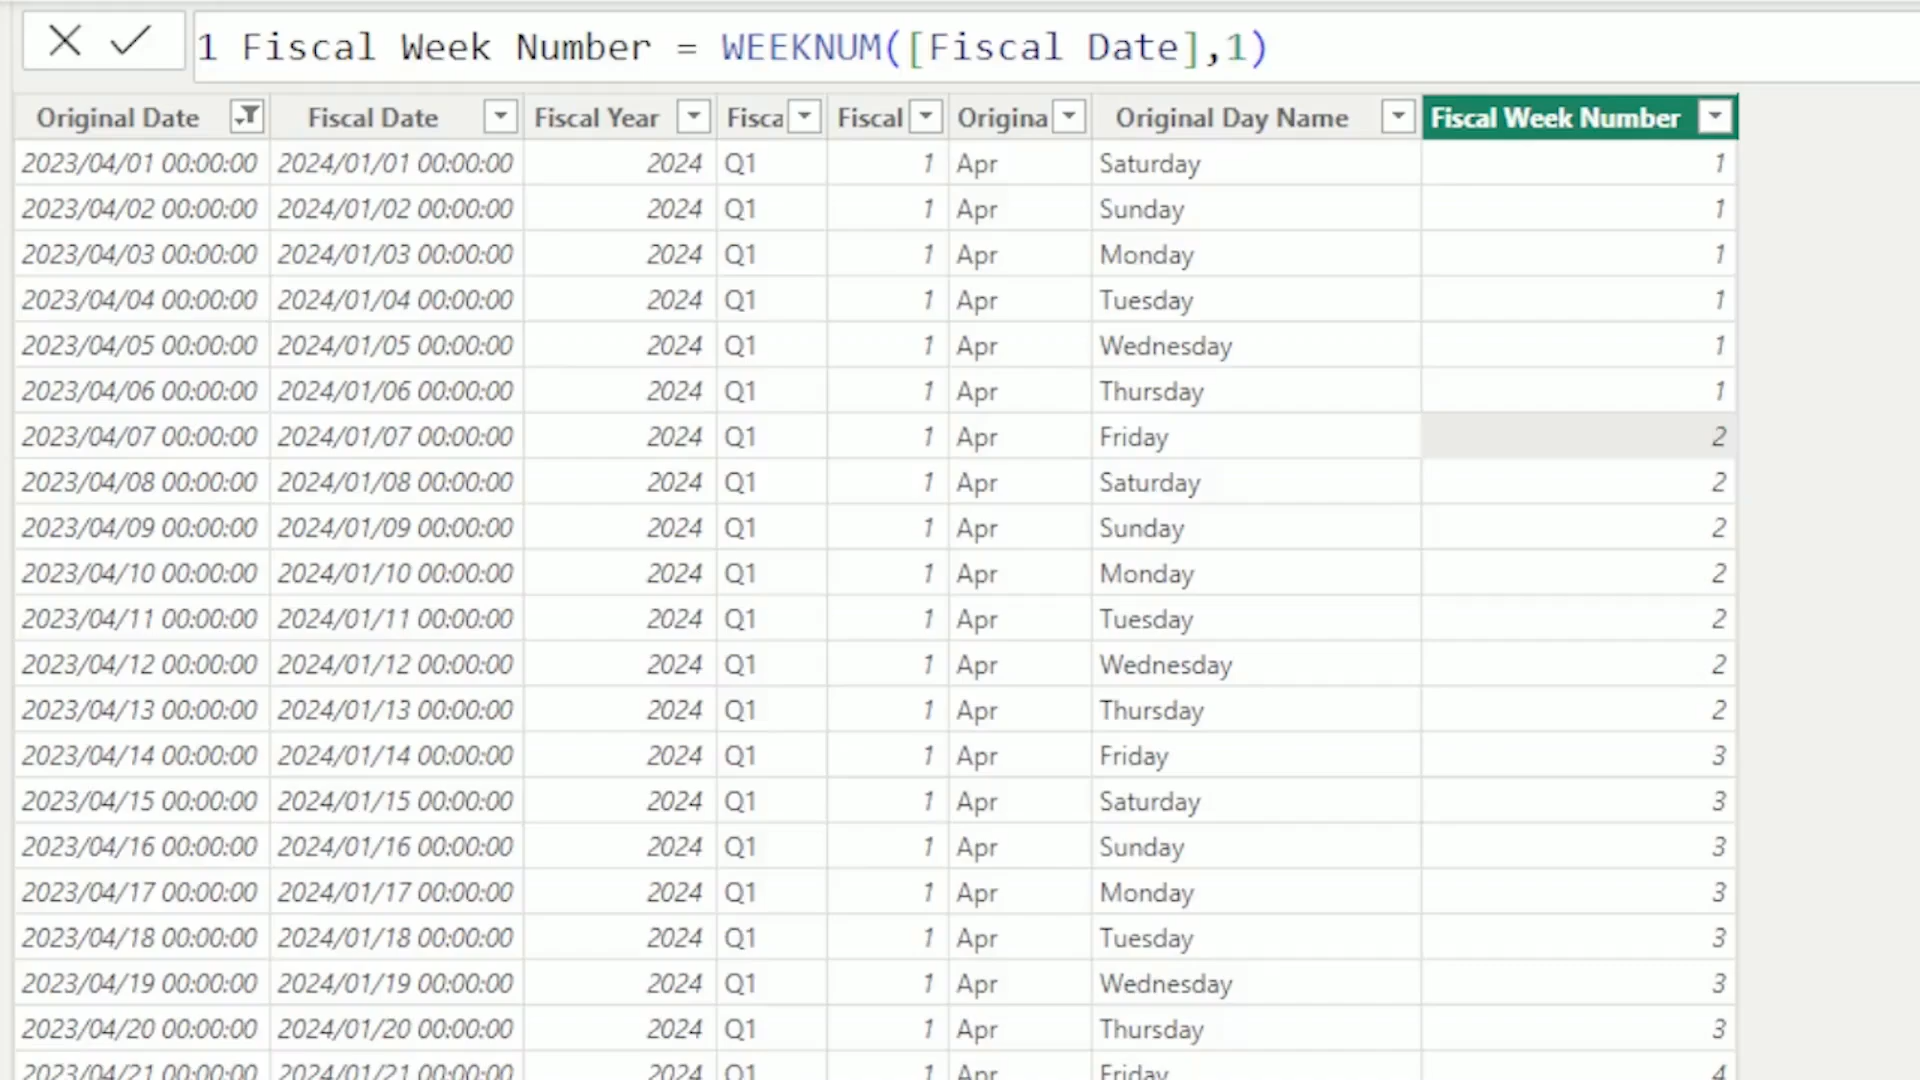 1 Fiscal Week Number = WEEKNUM([Fiscal Date],1)
Original Date Fiscal Date Fiscal Year Fisca Fiscal Origina Original Day Name Fiscal Week Number
2023/04/01 00:00:00 2024/01/01 00:00:00 2024 Q1 1 Apr Saturday 1
2023/04/02 00:00:00 2024/01/02 00:00:00 2024 Q1 1 Apr Sunday 1
2023/04/03 00:00:00 2024/01/03 00:00:00 2024 Q1 1 Apr Monday 1
2023/04/04 00:00:00 2024/01/04 00:00:00 2024 Q1 1 Apr Tuesday 1
2023/04/05 00:00:00 2024/01/05 00:00:00 2024 Q1 1 Apr Wednesday 1
2023/04/06 00:00:00 2024/01/06 00:00:00 2024 Q1 1 Apr Thursday 1
2023/04/07 00:00:00 2024/01/07 00:00:00 2024 Q1 1 Apr Friday 2
2023/04/08 00:00:00 2024/01/08 00:00:00 2024 Q1 1 Apr Saturday 2
2023/04/09 00:00:00 2024/01/09 00:00:00 2024 Q1 1 Apr Sunday 2
2023/04/10 00:00:00 2024/01/10 00:00:00 2024 Q1 1 Apr Monday 2
2023/04/11 00:00:00 2024/01/11 00:00:00 2024 Q1 1 Apr Tuesday 2
2023/04/12 00:00:00 2024/01/12 00:00:00 2024 Q1 1 Apr Wednesday 2
2023/04/13 00:00:00 2024/01/13 00:00:00 2024 Q1 1 Apr Thursday 2
2023/04/14 00:00:00 2024/01/14 00:00:00 2024 Q1 1 Apr Friday 3
2023/04/15 00:00:00 2024/01/15 00:00:00 2024 Q1 1 Apr Saturday 3
2023/04/16 00:00:00 2024/01/16 00:00:00 2024 Q1 1 Apr Sunday 3
2023/04/17 00:00:00 2024/01/17 00:00:00 2024 Q1 1 Apr Monday 3
2023/04/18 00:00:00 2024/01/18 00:00:00 2024 Q1 1 Apr Tuesday 3
2023/04/19 00:00:00 2024/01/19 00:00:00 2024 Q1 1 Apr Wednesday 3
2023/04/20 00:00:00 2024/01/20 00:00:00 2024 Q1 1 Apr Thursday 3
2023/04/21 00:00:00 2024/01/21 00:00:00 2024 Q1 1 Apr Friday 4